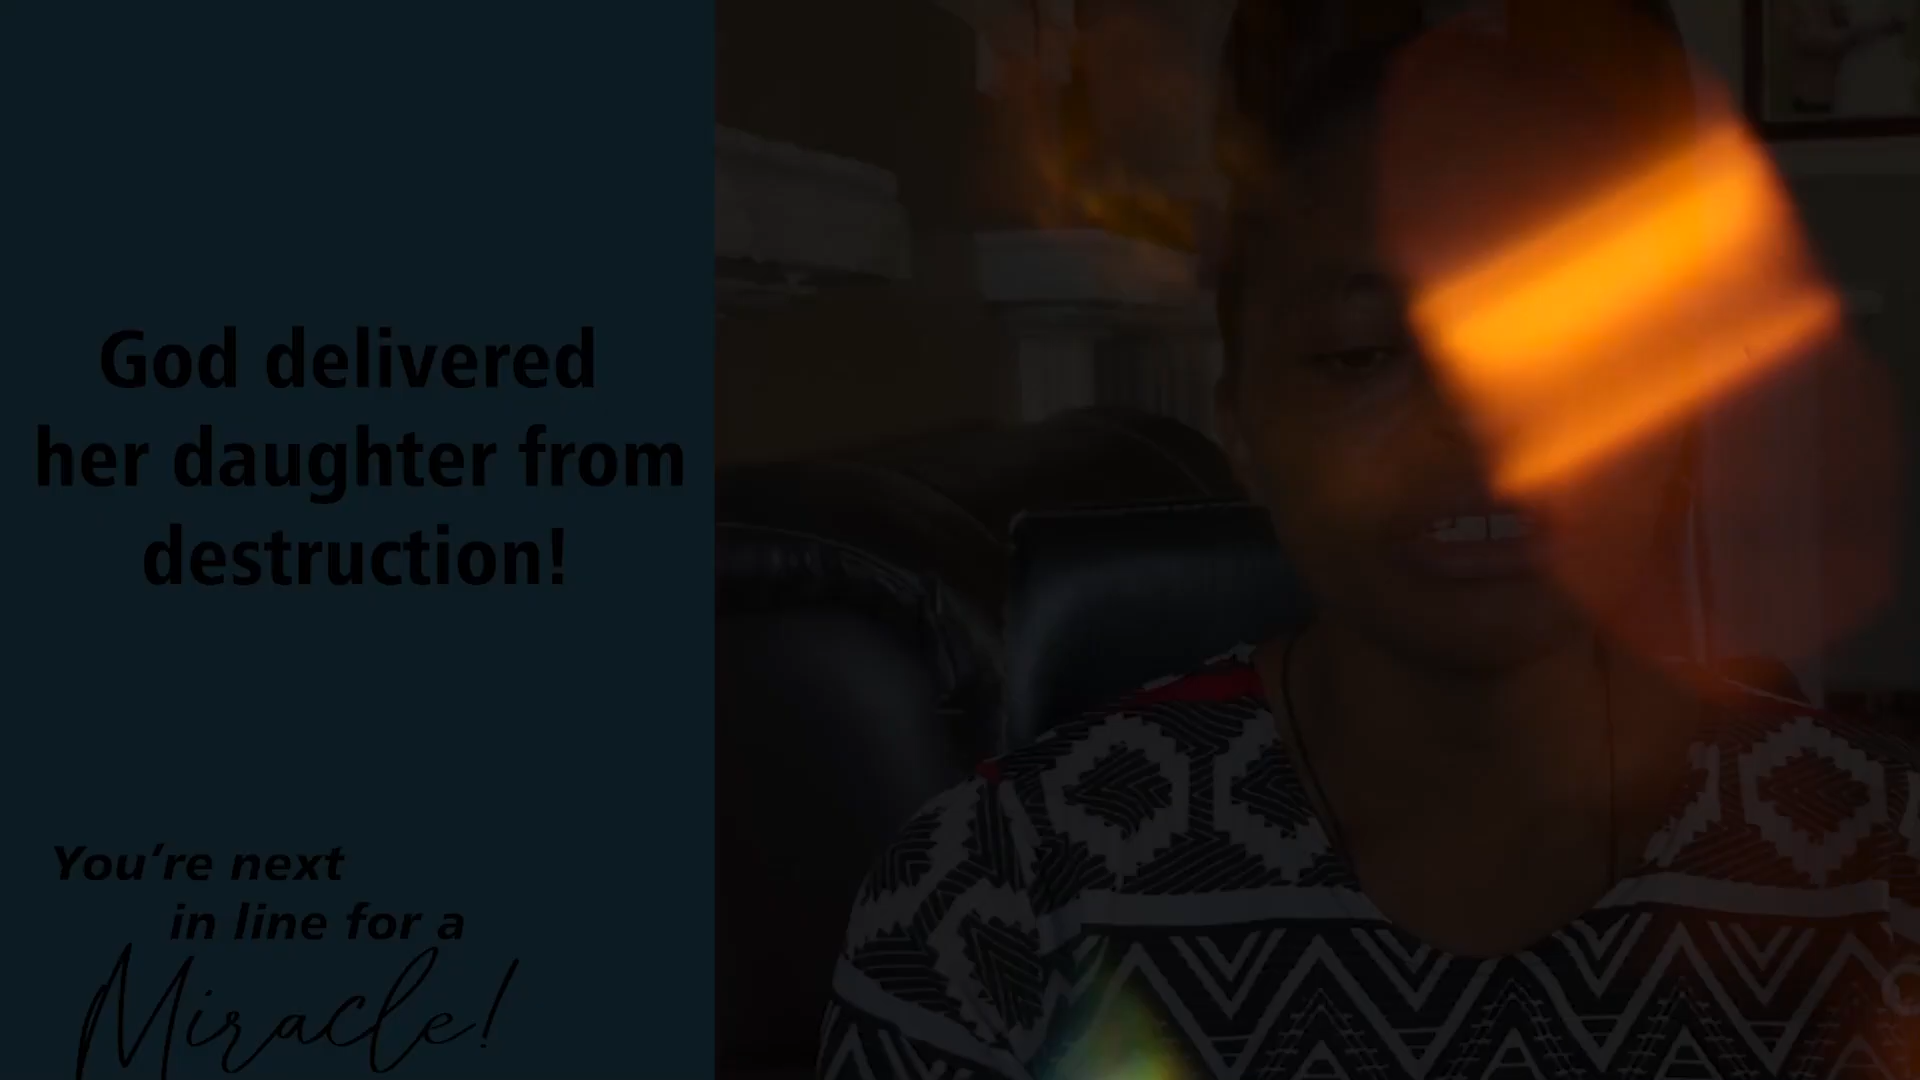 God delivered
her daughter from
destruction!
You’re next
in line for a
Miracle!